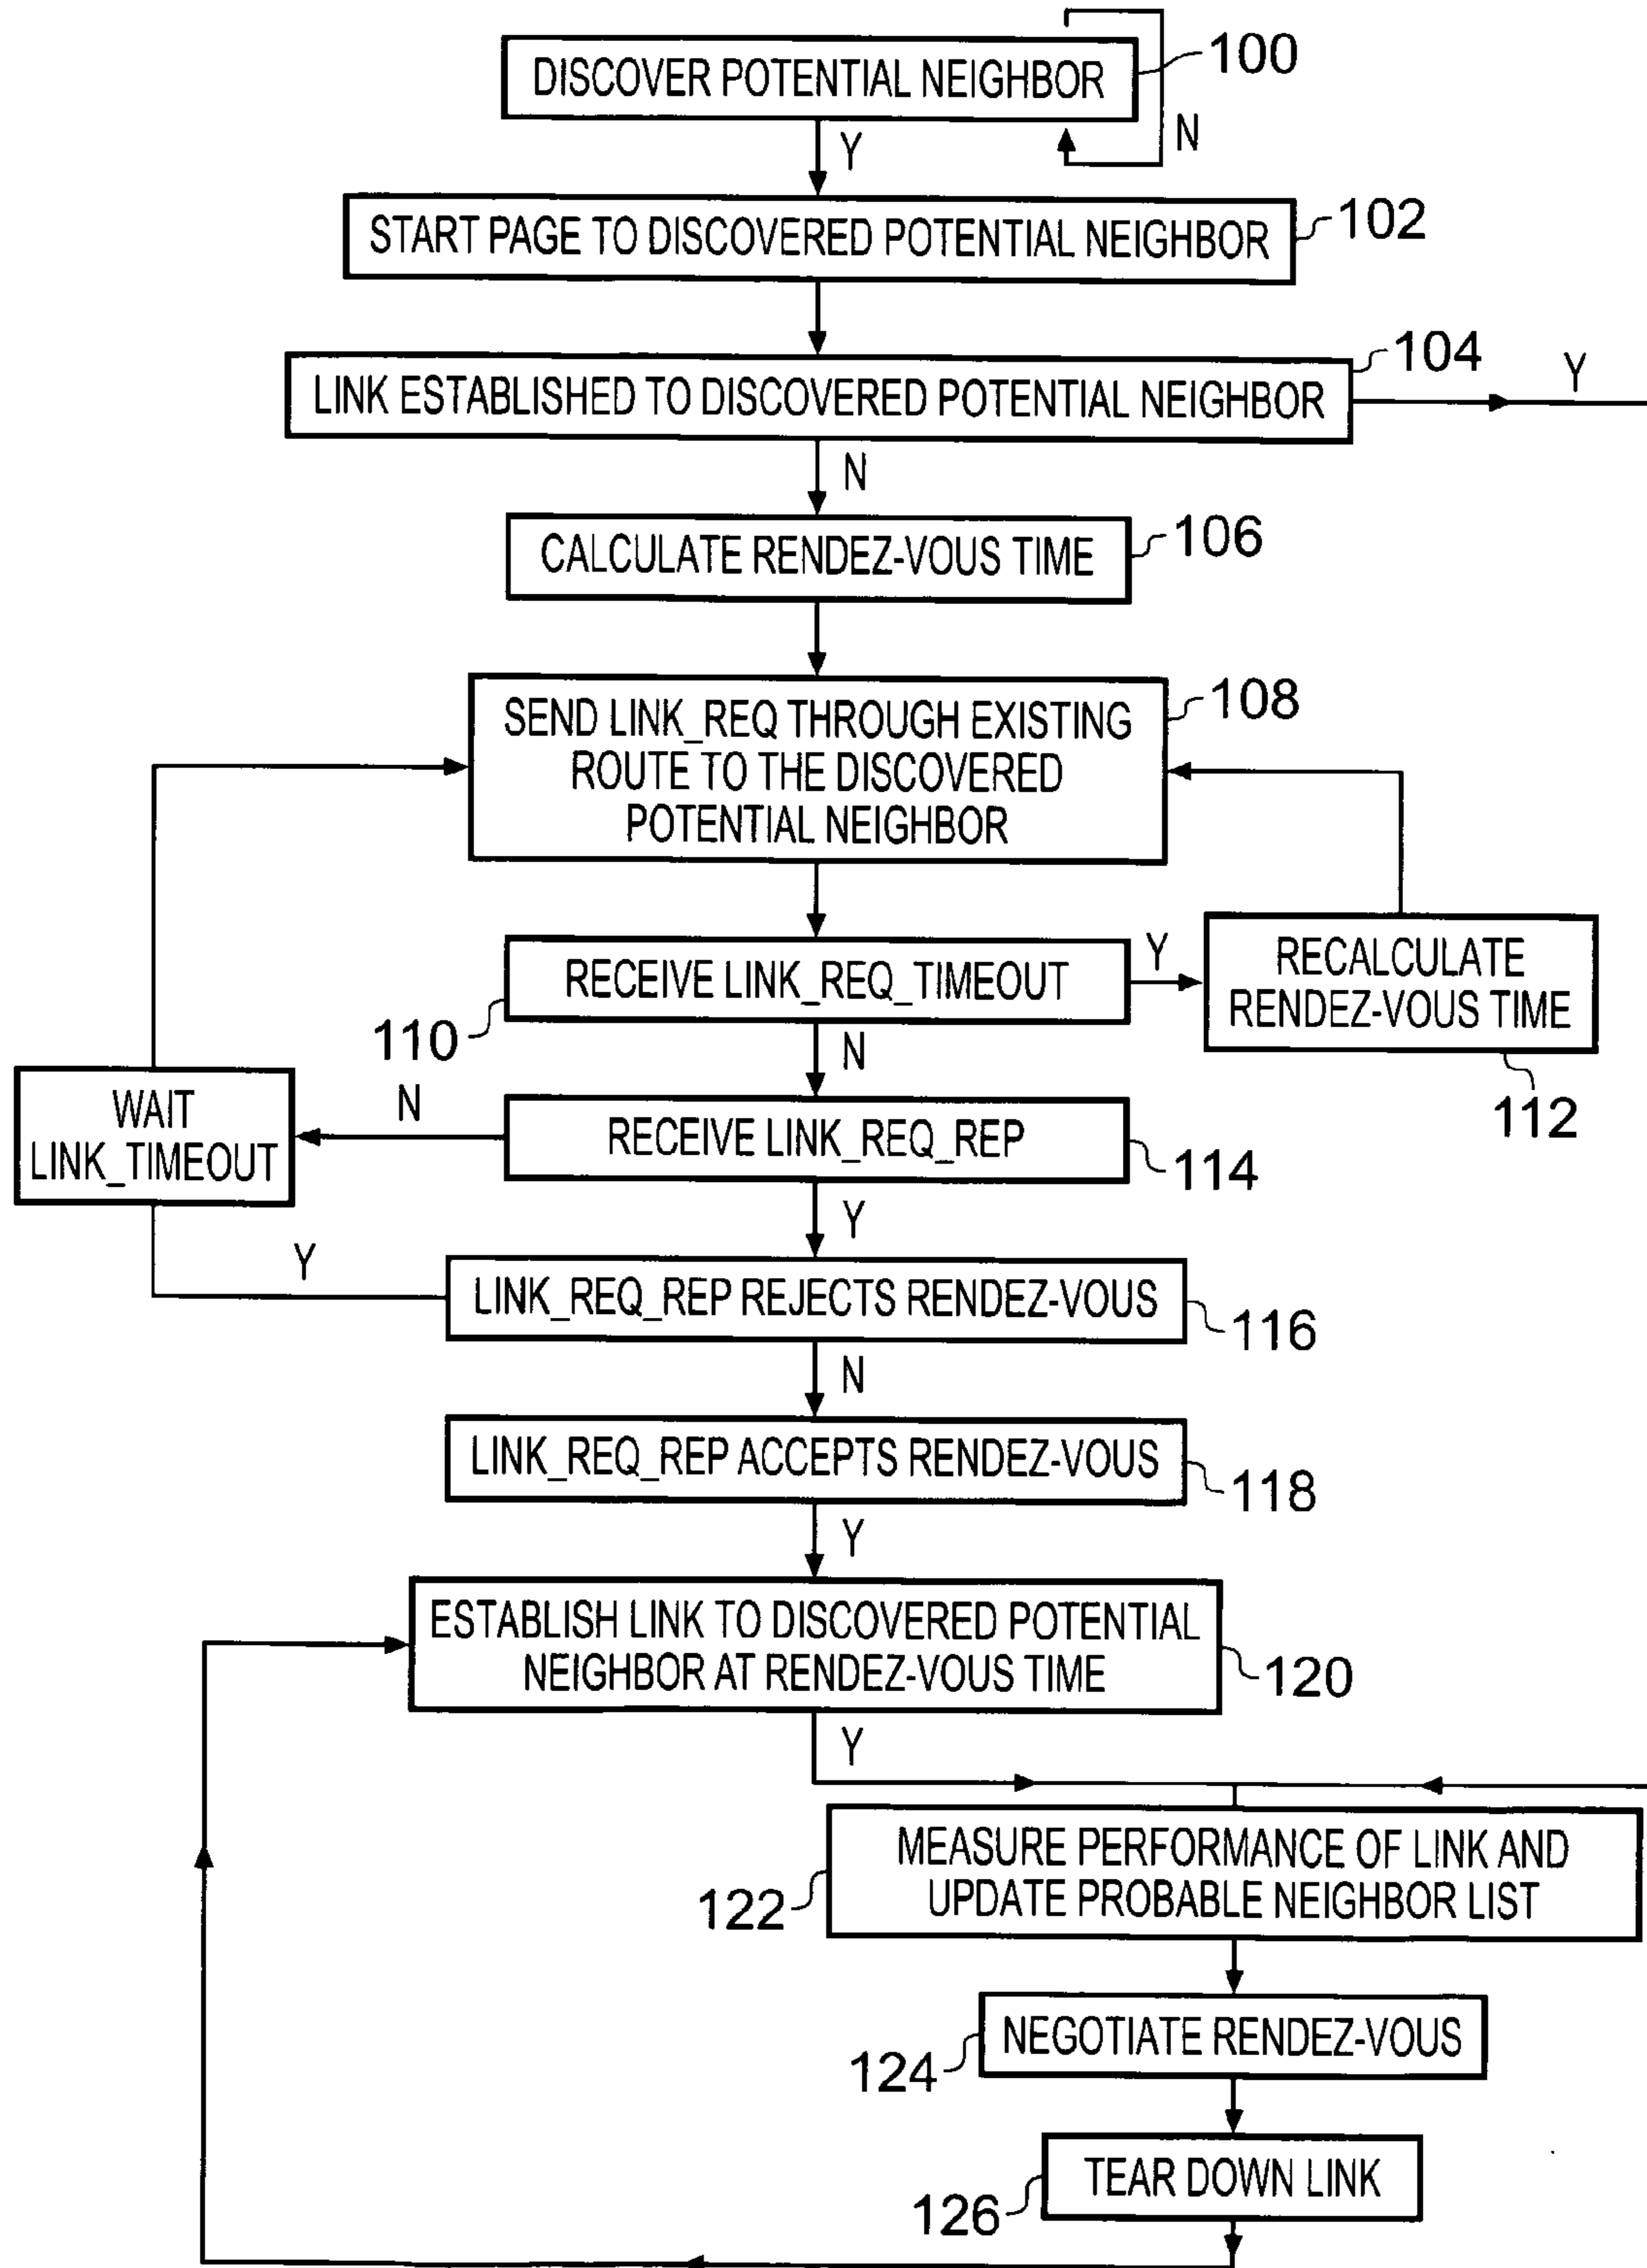 DISCOVER POTENTIAL NEIGHBOR
100
N
Y
START PAGE TO DISCOVERED POTENTIAL NEIGHBOR
102
LINK ESTABLISHED TO DISCOVERED POTENTIAL NEIGHBOR
104
Y
N
CALCULATE RENDEZ-VOUS TIME
106
SEND LINK_REQ THROUGH EXISTING
ROUTE TO THE DISCOVERED
POTENTIAL NEIGHBOR
108
RECEIVE LINK_REQ_TIMEOUT
110
Y
RECALCULATE
RENDEZ-VOUS TIME
112
N
WAIT
LINK_TIMEOUT
N
RECEIVE LINK_REQ_REP
114
Y
Y
LINK_REQ_REP REJECTS RENDEZ-VOUS
116
N
LINK_REQ_REP ACCEPTS RENDEZ-VOUS
118
Y
ESTABLISH LINK TO DISCOVERED POTENTIAL
NEIGHBOR AT RENDEZ-VOUS TIME
120
Y
MEASURE PERFORMANCE OF LINK AND
UPDATE PROBABLE NEIGHBOR LIST
122
NEGOTIATE RENDEZ-VOUS
124
TEAR DOWN LINK
126